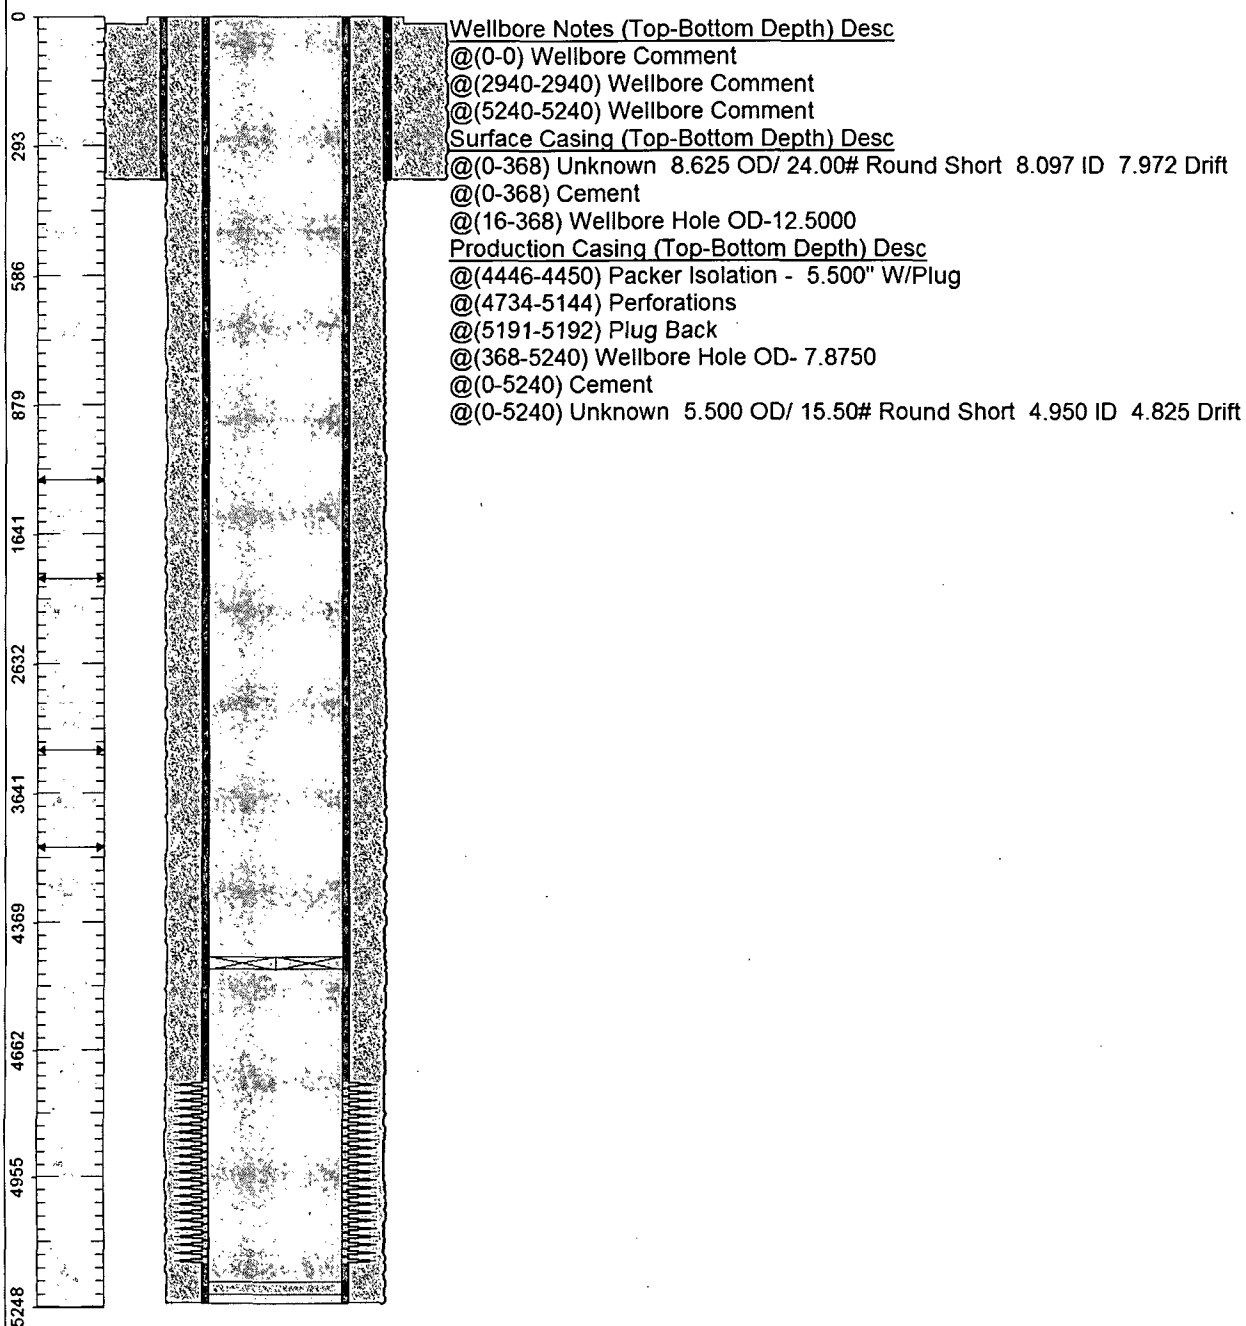 0
293
586
879
1641
2632
3641
4369
4662
4955
5248
Wellbore Notes (Top-Bottom Depth) Desc
@(0-0) Wellbore Comment
@(2940-2940) Wellbore Comment
@(5240-5240) Wellbore Comment
Surface Casing (Top-Bottom Depth) Desc
@(0-368) Unknown 8.625 OD/ 24.00# Round Short 8.097 ID 7.972 Drift
@(0-368) Cement
@(16-368) Wellbore Hole OD-12.5000
Production Casing (Top-Bottom Depth) Desc
@(4446-4450) Packer Isolation - 5.500" W/Plug
@(4734-5144) Perforations
@(5191-5192) Plug Back
@(368-5240) Wellbore Hole OD- 7.8750
@(0-5240) Cement
@(0-5240) Unknown 5.500 OD/ 15.50# Round Short 4.950 ID 4.825 Drift